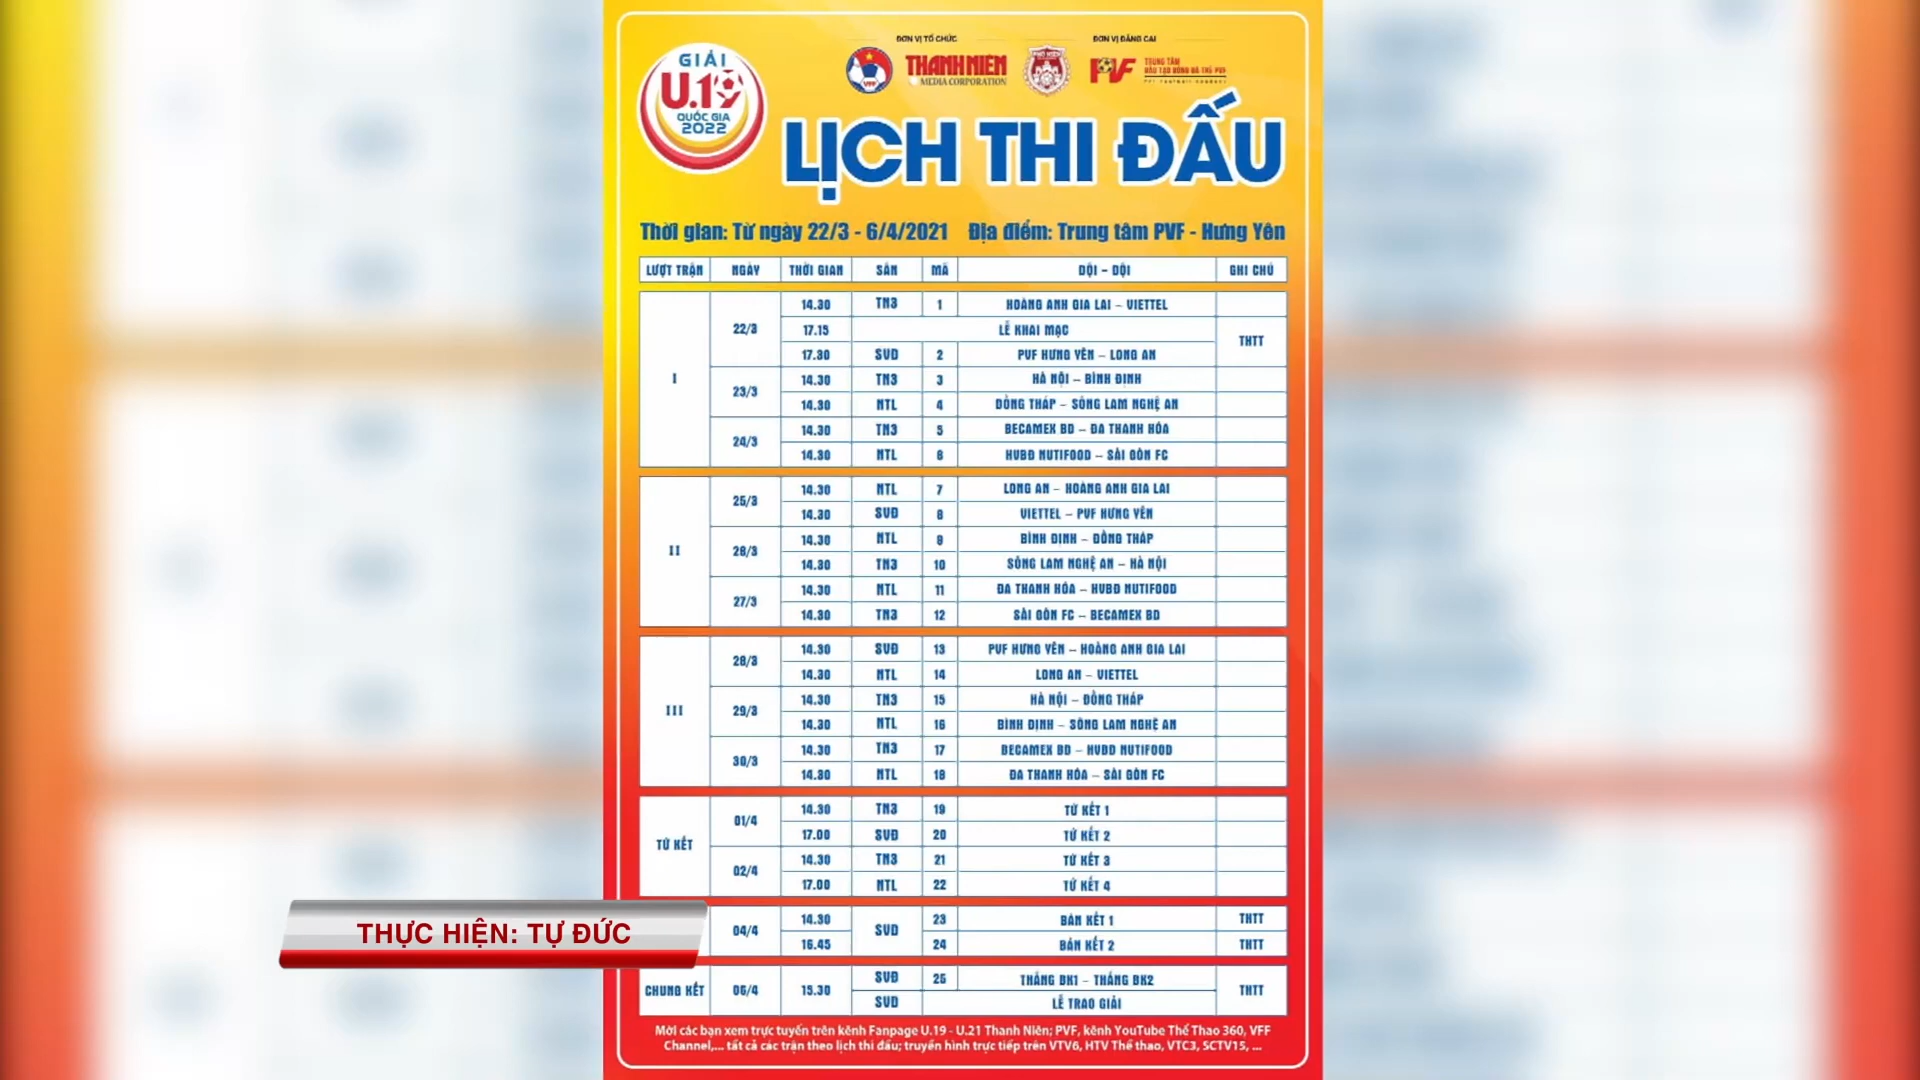 ĐƠN VỊ TỔ CHỨC ĐƠN VỊ ĐĂNG CAI
GIẢI
U.19
QUỐC GIA
2022
VFF
THANH NIÊN
MEDIA CORPORATION
PVF
TRUNG TÂM
ĐÀO TẠO BÓNG ĐÁ TRẺ PVF
LỊCH THI ĐẤU
Thời gian: Từ ngày 22/3 - 6/4/2021 Địa điểm: Trung tâm PVF - Hưng Yên
LƯỢT TRẬN NGÀY THỜI GIAN SÂN MÃ ĐỘI – ĐỘI GHI CHÚ
I
22/3 14.30 TN3 1 HOÀNG ANH GIA LAI – VIETTEL
17.15 LỄ KHAI MẠC THTT
17.30 SVĐ 2 PVF HƯNG YÊN – LONG AN
23/3 14.30 TN3 3 HÀ NỘI – BÌNH ĐỊNH
14.30 NTL 4 ĐỒNG THÁP – SÔNG LAM NGHỆ AN
24/3 14.30 TN3 5 BECAMEX BD – ĐA THANH HÓA
14.30 NTL 6 HVBĐ NUTIFOOD – SÀI GÒN FC
II
25/3 14.30 NTL 7 LONG AN – HOÀNG ANH GIA LAI
14.30 SVĐ 8 VIETTEL – PVF HƯNG YÊN
26/3 14.30 NTL 9 BÌNH ĐỊNH – ĐỒNG THÁP
14.30 TN3 10 SÔNG LAM NGHỆ AN – HÀ NỘI
27/3 14.30 NTL 11 ĐA THANH HÓA – HVBĐ NUTIFOOD
14.30 TN3 12 SÀI GÒN FC – BECAMEX BD
III
28/3 14.30 SVĐ 13 PVF HƯNG YÊN – HOÀNG ANH GIA LAI
14.30 NTL 14 LONG AN – VIETTEL
29/3 14.30 TN3 15 HÀ NỘI – ĐỒNG THÁP
14.30 NTL 16 BÌNH ĐỊNH – SÔNG LAM NGHỆ AN
30/3 14.30 TN3 17 BECAMEX BD – HVBĐ NUTIFOOD
14.30 NTL 18 ĐA THANH HÓA – SÀI GÒN FC
TỨ KẾT
01/4 14.30 TN3 19 TỨ KẾT 1
17.00 SVĐ 20 TỨ KẾT 2
02/4 14.30 TN3 21 TỨ KẾT 3
17.00 NTL 22 TỨ KẾT 4
04/4 14.30 SVĐ 23 BÁN KẾT 1 THTT
16.45 24 BÁN KẾT 2 THTT
THỰC HIỆN: TỰ ĐỨC
CHUNG KẾT 06/4 15.30 SVĐ 25 THẮNG BK1 – THẮNG BK2 THTT
SVĐ LỄ TRAO GIẢI
Mời các bạn xem trực tuyến trên kênh Fanpage U.19 - U.21 Thanh Niên; PVF, kênh YouTube Thể Thao 360, VFF
Channel,... tất cả các trận theo lịch thi đấu; truyền hình trực tiếp trên VTV6, HTV Thể thao, VTC3, SCTV15, ...